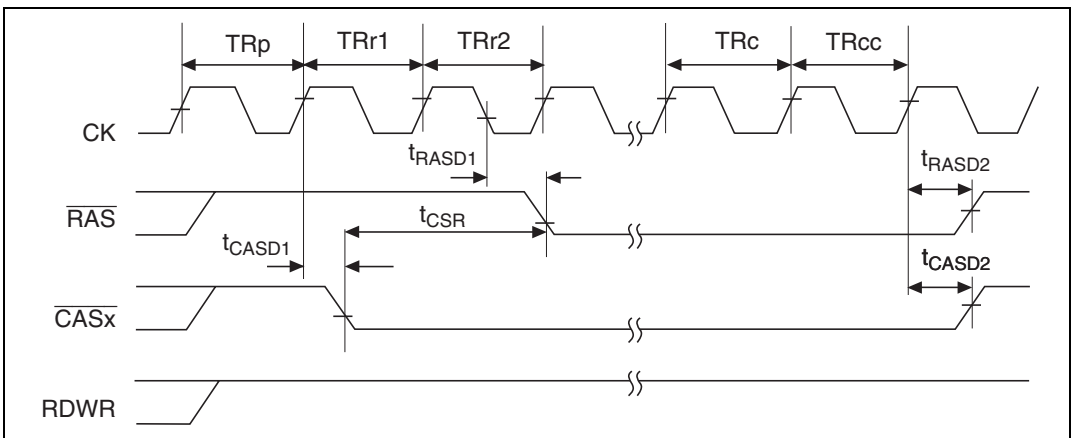 TRp TRr1 TRr2 TRc TRcc
CK
tRASD1 tRASD2
RAS
tCSR
tCASD1 tCASD2
CASx
RDWR